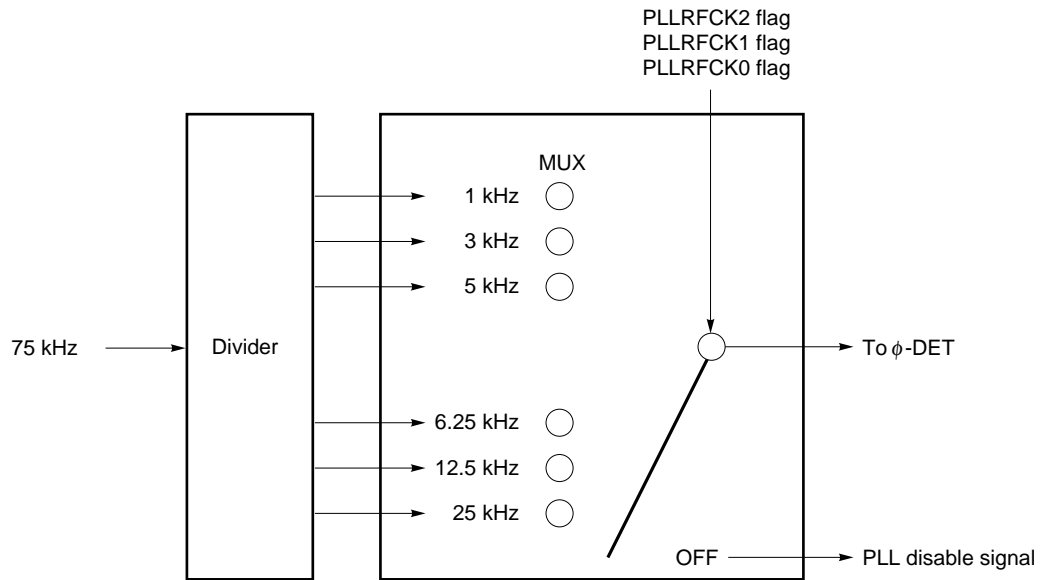 PLLRFCK2 flag
PLLRFCK1 flag
PLLRFCK0 flag
MUX
1 kHz
3 kHz
5 kHz
75 kHz
Divider
To ϕ-DET
6.25 kHz
12.5 kHz
25 kHz
OFF
PLL disable signal